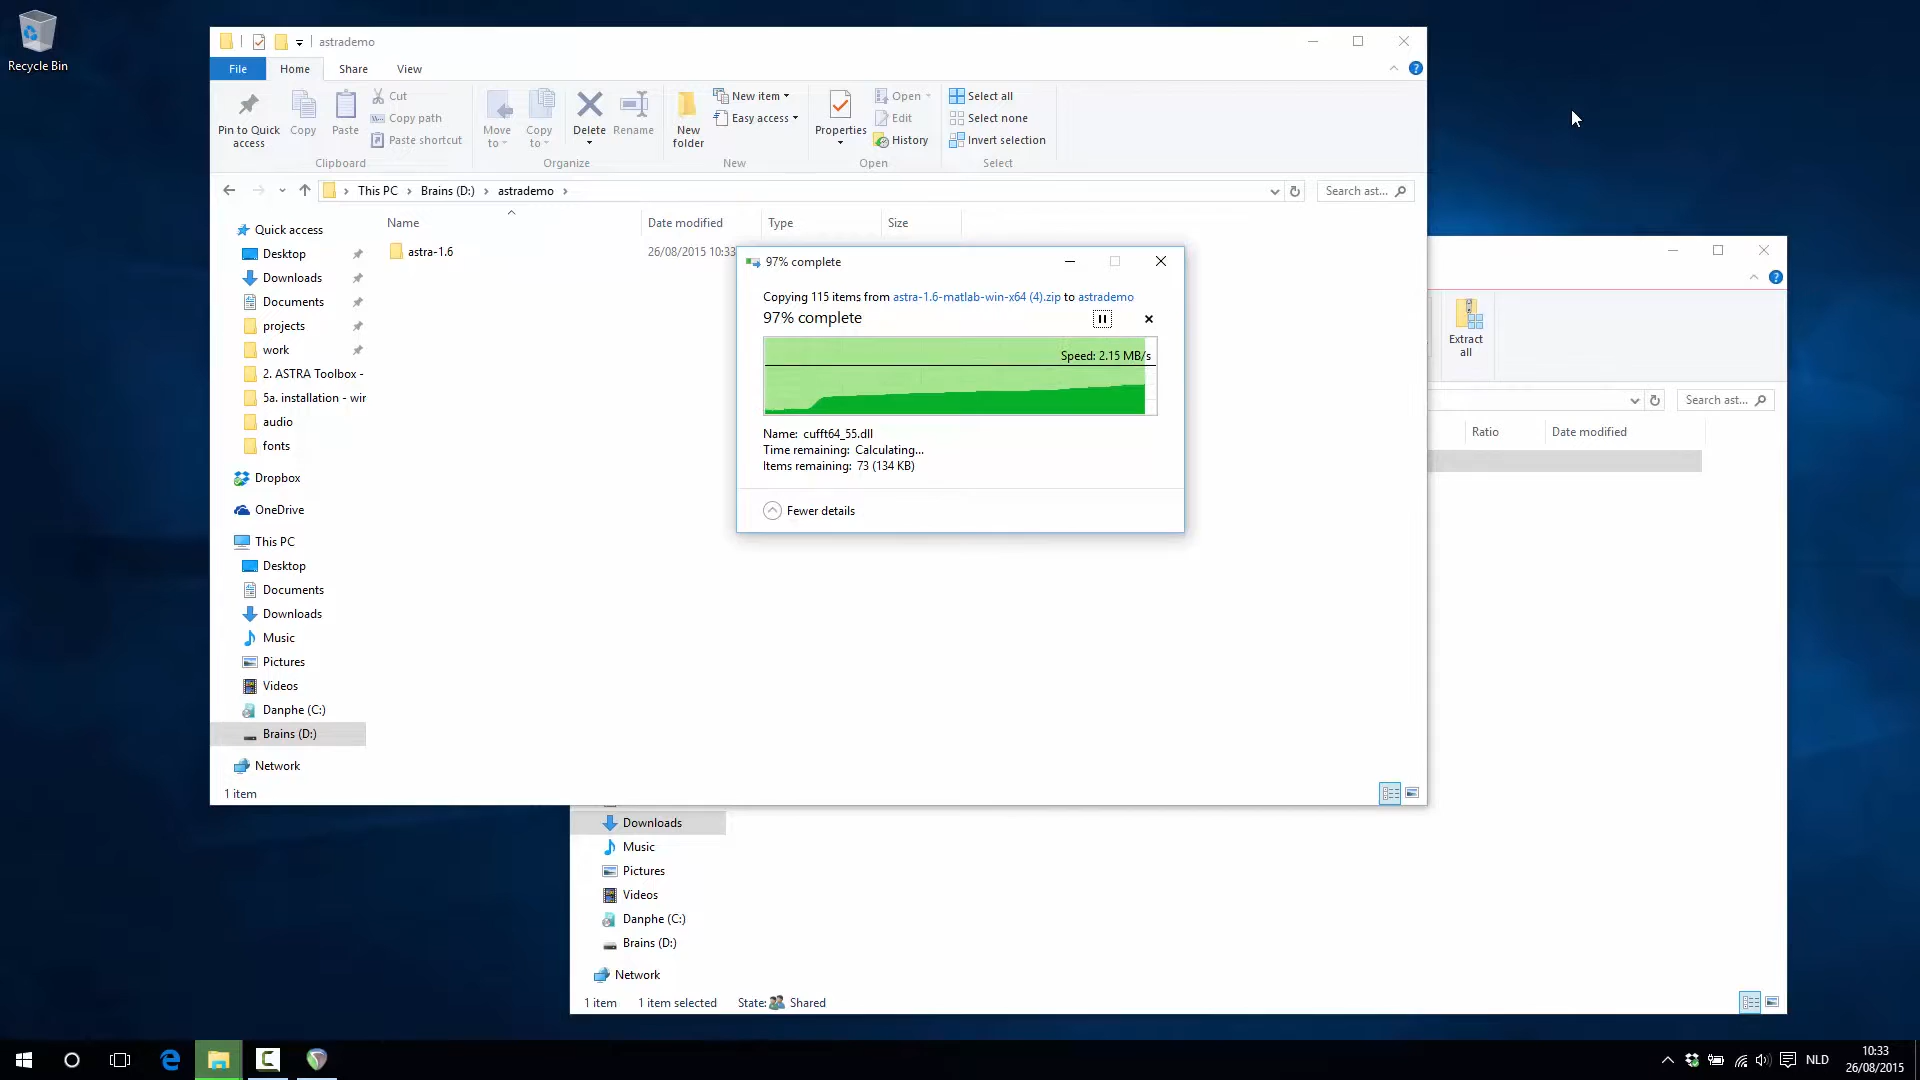 Recycle Bin
astrademo
File Home Share View
Pin to Quick access
Copy
Paste
Cut
Copy path
Paste shortcut
Clipboard
Move to
Copy to
Delete
Rename
Organize
New folder
New item
Easy access
New
Properties
Open
Edit
History
Open
Select all
Select none
Invert selection
Select
This PC Brains (D:) astrademo
Search ast...
Name Date modified Type Size
astra-1.6 26/08/2015 10:33
Quick access
Desktop
Downloads
Documents
projects
work
2. ASTRA Toolbox -
5a. installation - wir
audio
fonts
Dropbox
OneDrive
This PC
Desktop
Documents
Downloads
Music
Pictures
Videos
Danphe (C:)
Brains (D:)
Network
1 item
97% complete
Copying 115 items from astra-1.6-matlab-win-x64 (4).zip to astrademo
97% complete
Speed: 2.15 MB/s
Name: cufft64_55.dll
Time remaining: Calculating...
Items remaining: 73 (134 KB)
Fewer details
Extract all
Search ast...
Ratio Date modified
Downloads
Music
Pictures
Videos
Danphe (C:)
Brains (D:)
Network
1 item 1 item selected State: Shared
NLD
10:33
26/08/2015